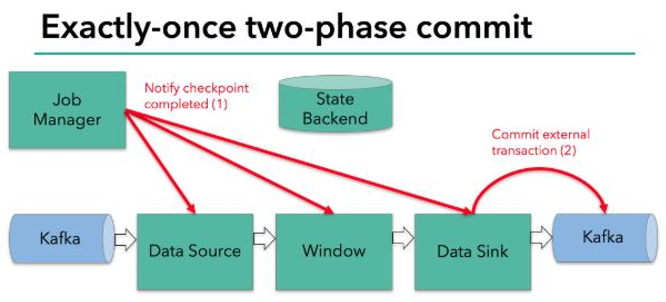 Exactly-once two-phase commit
Job
Manager
Notify checkpoint
completed (1)
State
Backend
Commit external
transaction (2)
Kafka
Data Source
Window
Data Sink
Kafka